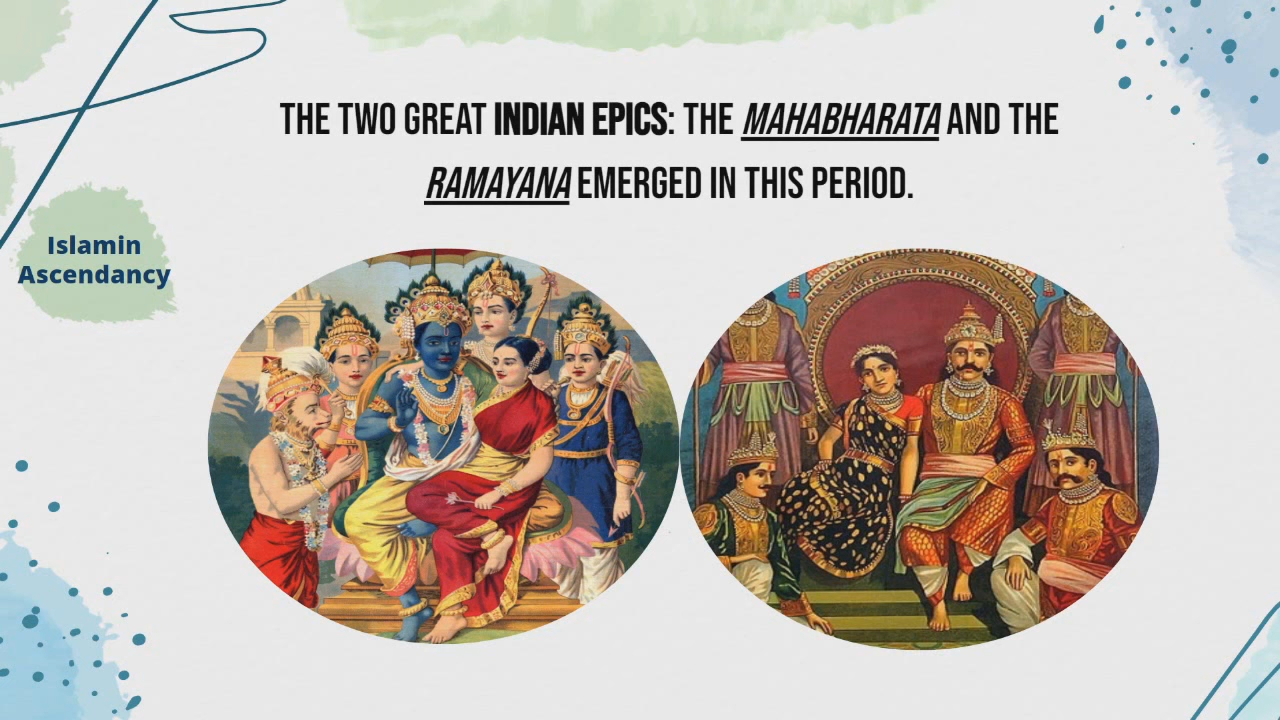 THE TWO GREAT INDIAN EPICS: THE MAHABHARATA AND THE
RAMAYANA EMERGED IN THIS PERIOD.
Islamin
Ascendancy